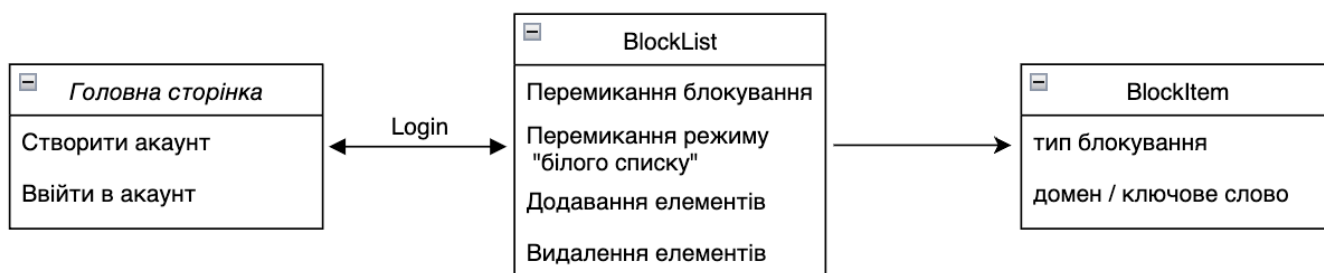 Головна сторінка
Створити акаунт
Ввійти в акаунт
Login
BlockList
Перемикання блокування
Перемикання режиму
"білого списку"
Додавання елементів
Видалення елементів
BlockItem
тип блокування
домен / ключове слово